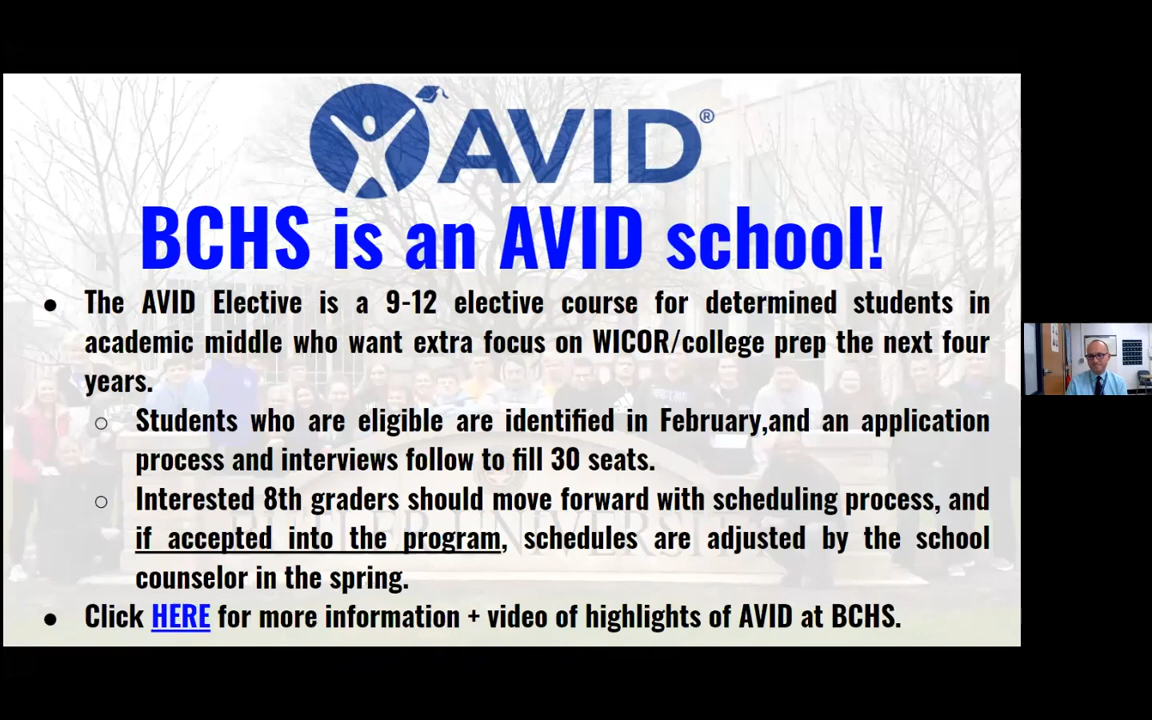 AVID®
BCHS is an AVID school!
● The AVID Elective is a 9-12 elective course for determined students in
academic middle who want extra focus on WICOR/college prep the next four
years.
○ Students who are eligible are identified in February,and an application
process and interviews follow to fill 30 seats.
○ Interested 8th graders should move forward with scheduling process, and
if accepted into the program, schedules are adjusted by the school
counselor in the spring.
● Click HERE for more information + video of highlights of AVID at BCHS.
BUTLER UNIVERSITY